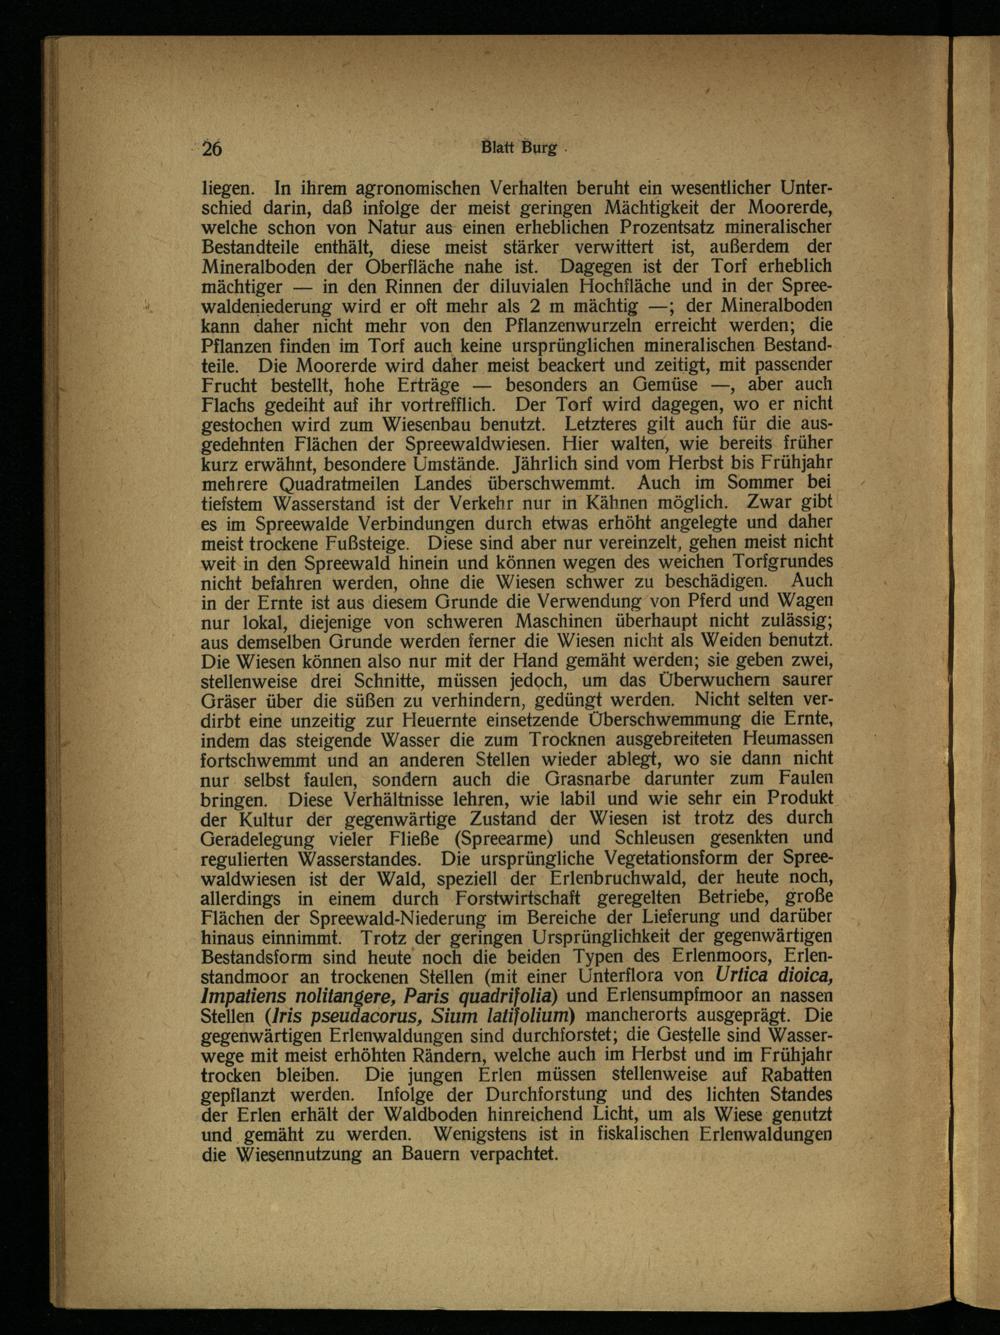 26
Blatt Burg
liegen. In ihrem agronomischen Verhalten beruht ein wesentlicher Unter-
schied darin, daß infolge der meist geringen Mächtigkeit der Moorerde,
welche schon von Natur aus einen erheblichen Prozentsatz mineralischer
Bestandteile enthält, diese meist stärker verwittert ist, außerdem der
Mineralboden der Oberfläche nahe ist. Dagegen ist der Torf erheblich
mächtiger — in den Rinnen der diluvialen Hochfläche und in der Spree-
waldeniederung wird er oft mehr als 2 m mächtig —; der Mineralboden
kann daher nicht mehr von den Pflanzenwurzeln erreicht werden; die
Pflanzen finden im Torf auch keine ursprünglichen mineralischen Bestand-
teile. Die Moorerde wird daher meist beackert und zeitigt, mit passender
Frucht bestellt, hohe Erträge — besonders an Gemüse —, aber auch
Flachs gedeiht auf ihr vortrefflich. Der Torf wird dagegen, wo er nicht
gestochen wird zum Wiesenbau benutzt. Letzteres gilt auch für die aus-
gedehnten Flächen der Spreewaldwiesen. Hier walten, wie bereits früher
kurz erwähnt, besondere Umstände. Jährlich sind vom Herbst bis Frühjahr
mehrere Quadratmeilen Landes überschwemmt. Auch im Sommer bei
tiefstem Wasserstand ist der Verkehr nur in Kähnen möglich. Zwar gibt
es im Spreewalde Verbindungen durch etwas erhöht angelegte und daher
meist trockene Fußsteige. Diese sind aber nur vereinzelt, gehen meist nicht
weit in den Spreewald hinein und können wegen des weichen Torfgrundes
nicht befahren werden, ohne die Wiesen schwer zu beschädigen. Auch
in der Ernte ist aus diesem Grunde die Verwendung von Pferd und Wagen
nur lokal, diejenige von schweren Maschinen überhaupt nicht zulässig;
aus demselben Grunde werden ferner die Wiesen nicht als Weiden benutzt.
Die Wiesen können also nur mit der Hand gemäht werden; sie geben zwei,
stellenweise drei Schnitte, müssen jedoch, um das Überwuchern saurer
Gräser über die süßen zu verhindern, gedüngt werden. Nicht selten ver-
dirbt eine unzeitig zur Heuernte einsetzende Überschwemmung die Ernte,
indem das steigende Wasser die zum Trocknen ausgebreiteten Heumassen
fortschwemmt und an anderen Stellen wieder ablegt, wo sie dann nicht
nur selbst faulen, sondern auch die Grasnarbe darunter zum Faulen
bringen. Diese Verhältnisse lehren, wie labil und wie sehr ein Produkt
der Kultur der gegenwärtige Zustand der Wiesen ist trotz des durch
Geradelegung vieler Fließe (Spreearme) und Schleusen gesenkten und
regulierten Wasserstandes. Die ursprüngliche Vegetationsform der Spree-
waldwiesen ist der Wald, speziell der Erlenbruchwald, der heute noch,
allerdings in einem durch Forstwirtschaft geregelten Betriebe, große
Flächen der Spreewald-Niederung im Bereiche der Lieferung und darüber
hinaus einnimmt. Trotz der geringen Ursprünglichkeit der gegenwärtigen
Bestandsform sind heute noch die beiden Typen des Erlenmoors, Erlen-
standmoor an trockenen Stellen (mit einer Unterflora von Urtica dioica,
Impatiens nolitangere, Paris quadrifolia) und Erlensumpfmoor an nassen
Stellen (Iris pseudacorus, Sium latifolium) mancherorts ausgeprägt. Die
gegenwärtigen Erlenwaldungen sind durchforstet; die Gestelle sind Wasser-
wege mit meist erhöhten Rändern, welche auch im Herbst und im Frühjahr
trocken bleiben. Die jungen Erlen müssen stellenweise auf Rabatten
gepflanzt werden. Infolge der Durchforstung und des lichten Standes
der Erlen erhält der Waldboden hinreichend Licht, um als Wiese genutzt
und gemäht zu werden. Wenigstens ist in fiskalischen Erlenwaldungen
die Wiesennutzung an Bauern verpachtet.